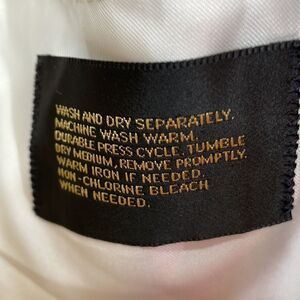 WASH AND DRY SEPARATELY.
MACHINE WASH WARM.
DURABLE PRESS CYCLE, TUMBLE
DRY MEDIUM, REMOVE PROMPTLY.
WARM IRON IF NEEDED.
NON-CHLORINE BLEACH
WHEN NEEDED.